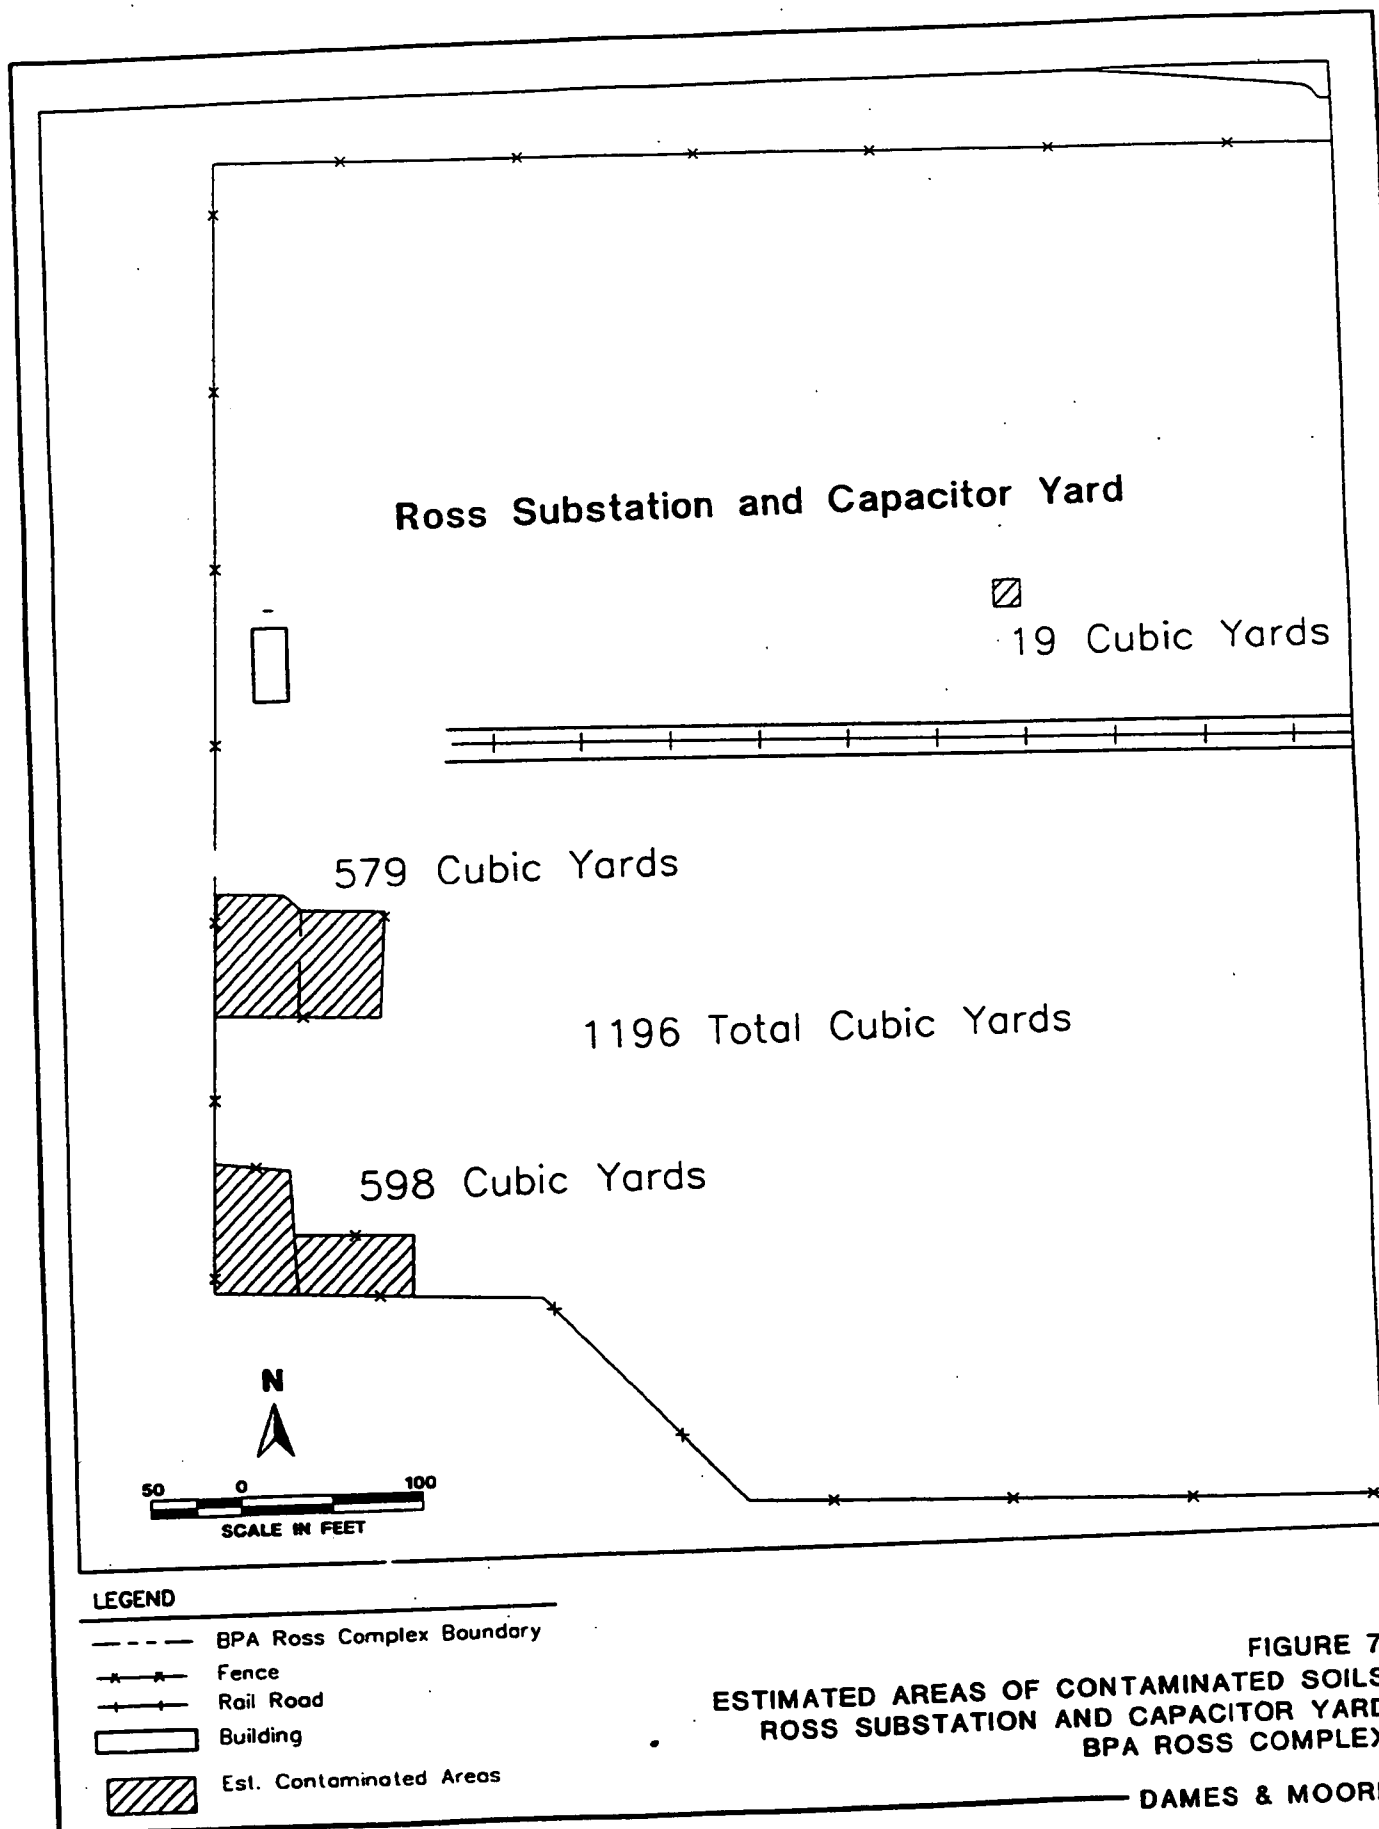 Ross Substation and Capacitor Yard
19 Cubic Yards
579 Cubic Yards
1196 Total Cubic Yards
598 Cubic Yards
N
50 0 100
SCALE IN FEET
LEGEND
BPA Ross Complex Boundary
Fence
Rail Road
Building
Est. Contaminated Areas
FIGURE 7
ESTIMATED AREAS OF CONTAMINATED SOILS
ROSS SUBSTATION AND CAPACITOR YARD
BPA ROSS COMPLEX
DAMES & MOORE